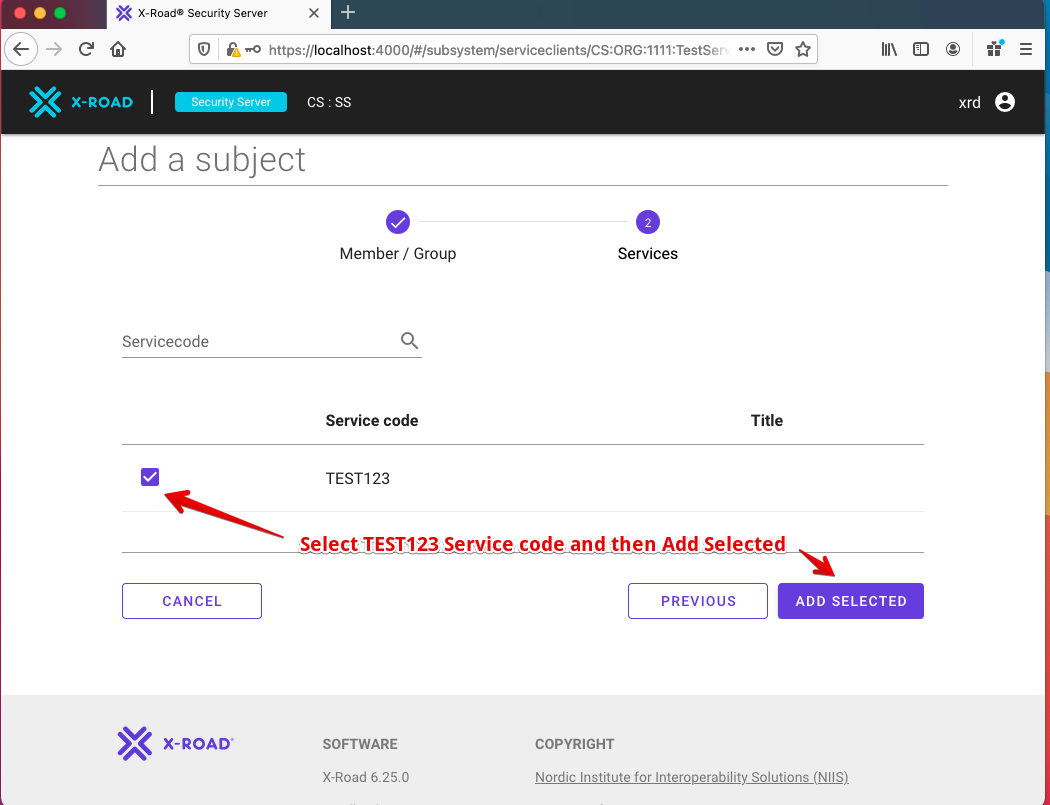 X-Road® Security Server
https://localhost:4000/#/subsystem/serviceclients/CS:ORG:1111:TestServ
X-ROAD
Security Server
CS : SS
xrd
Add a subject
2
Member / Group
Services
Servicecode
Service code
Title
TEST123
Select TEST123 Service code and then Add Selected
CANCEL
PREVIOUS
ADD SELECTED
X-ROAD®
SOFTWARE
COPYRIGHT
X-Road 6.25.0
Nordic Institute for Interoperability Solutions (NIIS)